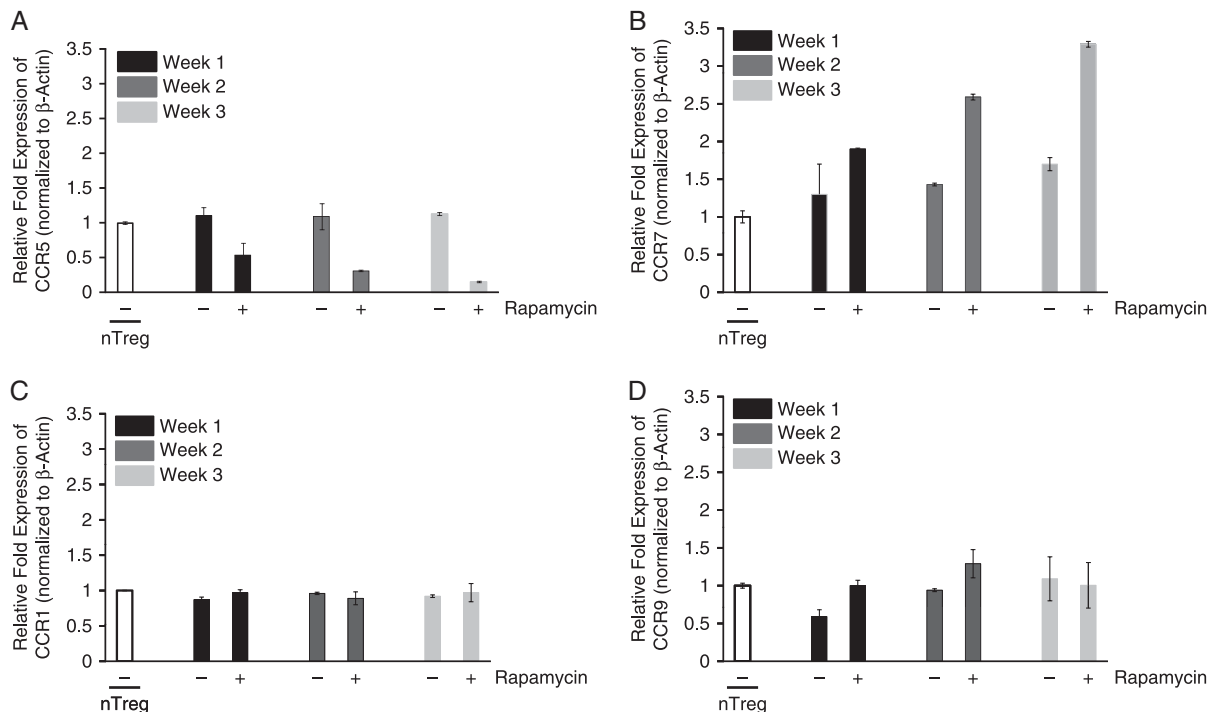 A
Relative Fold Expression of
CCR5 (normalized to β-Actin)
3.5
3
2.5
2
1.5
1
0.5
0
Week 1
Week 2
Week 3
− − + − + − + Rapamycin
nTreg
B
Relative Fold Expression of
CCR7 (normalized to β-Actin)
3.5
3
2.5
2
1.5
1
0.5
0
Week 1
Week 2
Week 3
− − + − + − + Rapamycin
nTreg
C
Relative Fold Expression of
CCR1 (normalized to β-Actin)
3.5
3
2.5
2
1.5
1
0.5
0
Week 1
Week 2
Week 3
− − + − + − + Rapamycin
nTreg
D
Relative Fold Expression of
CCR9 (normalized to β-Actin)
3.5
3
2.5
2
1.5
1
0.5
0
Week 1
Week 2
Week 3
− − + − + − + Rapamycin
nTreg